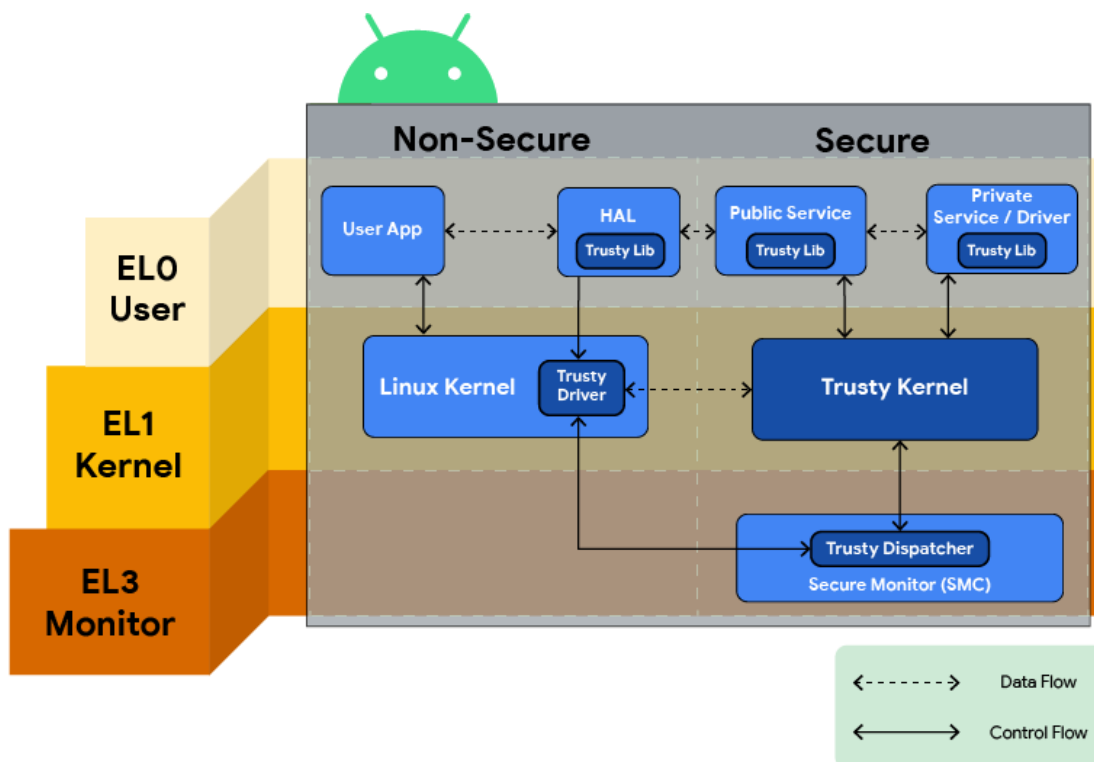 Non-Secure
Secure
User App
HAL
Trusty Lib
Public Service
Trusty Lib
Private
Service / Driver
Trusty Lib
EL0
User
Linux Kernel
Trusty
Driver
Trusty Kernel
EL1
Kernel
Trusty Dispatcher
Secure Monitor (SMC)
EL3
Monitor
Data Flow
Control Flow